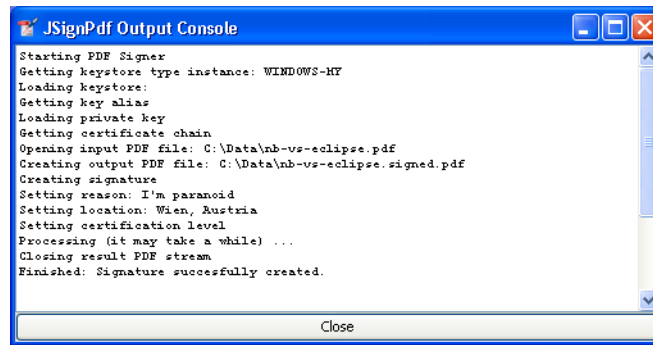 JSignPdf Output Console
Starting PDF Signer
Getting keystore type instance: WINDOWS-MY
Loading keystore:
Getting key alias
Loading private key
Getting certificate chain
Opening input PDF file: C:\Data\nb-vs-eclipse.pdf
Creating output PDF file: C:\Data\nb-vs-eclipse.signed.pdf
Creating signature
Setting reason: I'm paranoid
Setting location: Wien, Austria
Setting certification level
Processing (it may take a while) ...
Closing result PDF stream
Finished: Signature succesfully created.
Close